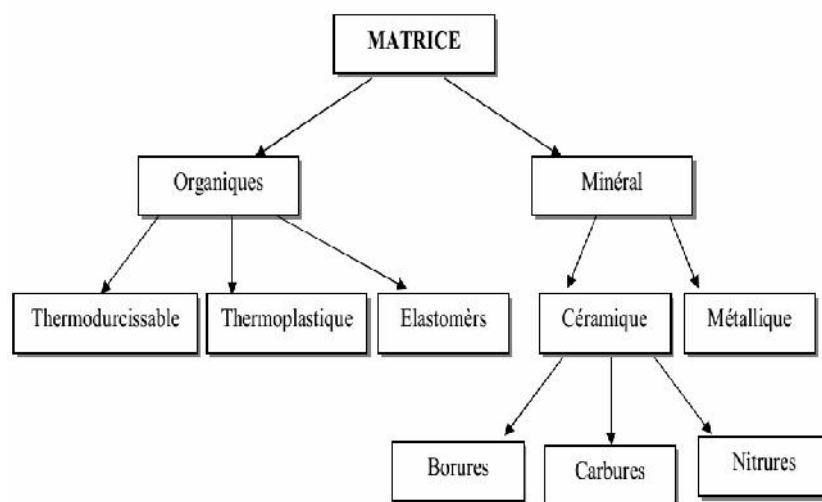 MATRICE
Organiques
Minéral
Thermodurcissable
Thermoplastique
Elastomèrs
Céramique
Métallique
Borures
Carbures
Nitrures